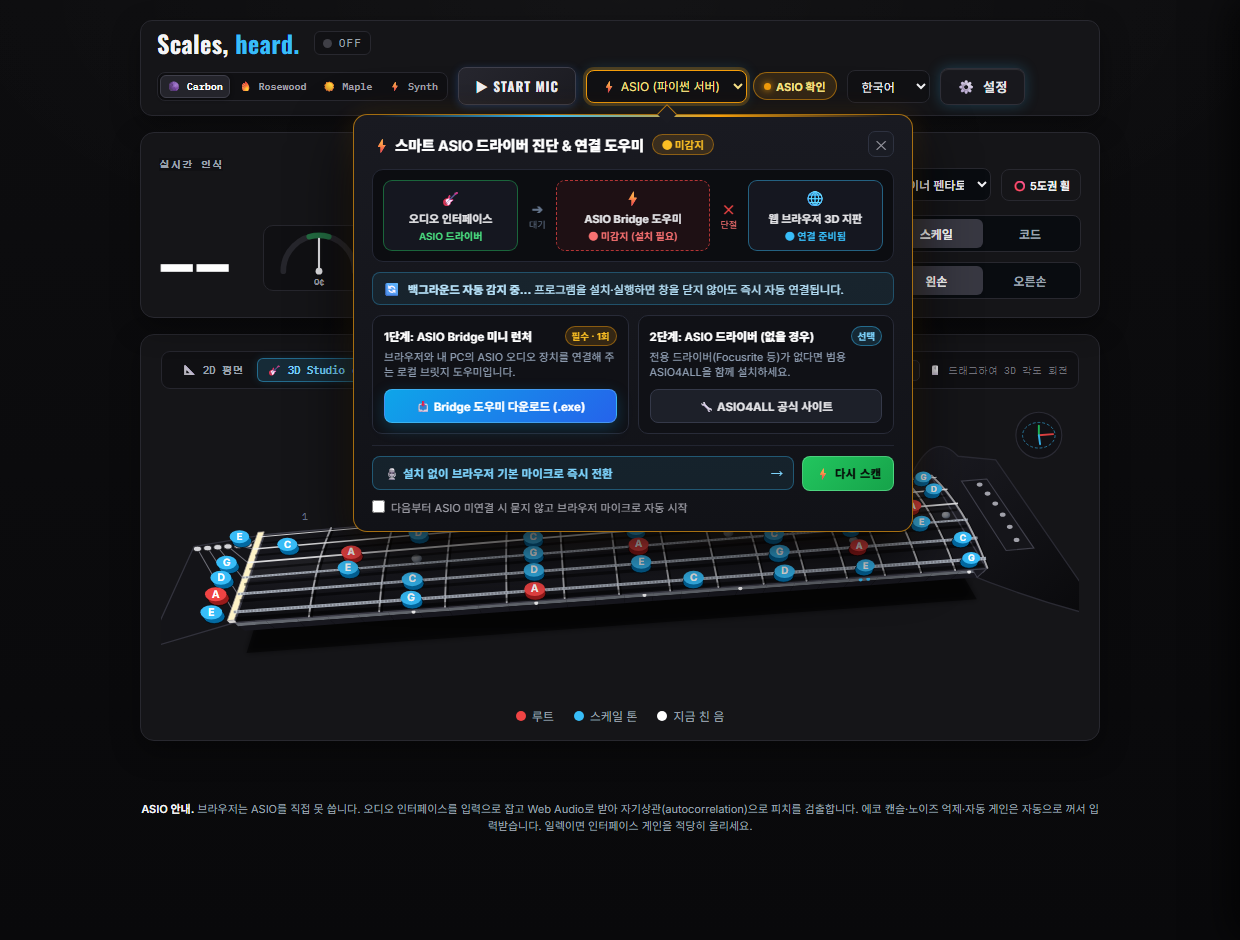 Scales, heard. OFF
Carbon Rosewood Maple Synth ▶ START MIC ASIO (파이썬 서버) ASIO 확인 한국어 설정
스마트 ASIO 드라이버 진단 & 연결 도우미 미감지
실시간 인식
오디오 인터페이스
ASIO 드라이버
→
대기
ASIO Bridge 도우미
미감지 (설치 필요)
✕
단절
웹 브라우저 3D 지판
연결 준비됨
펜타토 5도권 휠
스케일 코드
왼손 오른손
0¢
백그라운드 자동 감지 중... 프로그램을 설치·실행하면 창을 닫지 않아도 즉시 자동 연결됩니다.
1단계: ASIO Bridge 미니 런처 필수 · 1회
브라우저와 내 PC의 ASIO 오디오 장치를 연결해 주
는 로컬 브릿지 도우미입니다.
Bridge 도우미 다운로드 (.exe)
2단계: ASIO 드라이버 (없을 경우) 선택
전용 드라이버(Focusrite 등)가 없다면 범용
ASIO4ALL을 함께 설치하세요.
ASIO4ALL 공식 사이트
2D 평면 3D Studio
드래그하여 3D 각도 회전
설치 없이 브라우저 기본 마이크로 즉시 전환 →
다시 스캔
다음부터 ASIO 미연결 시 묻지 않고 브라우저 마이크로 자동 시작
1
E C A E G D A E
C G
D C G D A
A E
C
G D
A E
G D A E C G
루트 스케일 톤 지금 친 음
ASIO 안내. 브라우저는 ASIO를 직접 못 씁니다. 오디오 인터페이스를 입력으로 잡고 Web Audio로 받아 자기상관(autocorrelation)으로 피치를 검출합니다. 에코 캔슬·노이즈 억제·자동 게인은 자동으로 꺼서 입
력받습니다. 일렉이면 인터페이스 게인을 적당히 올리세요.